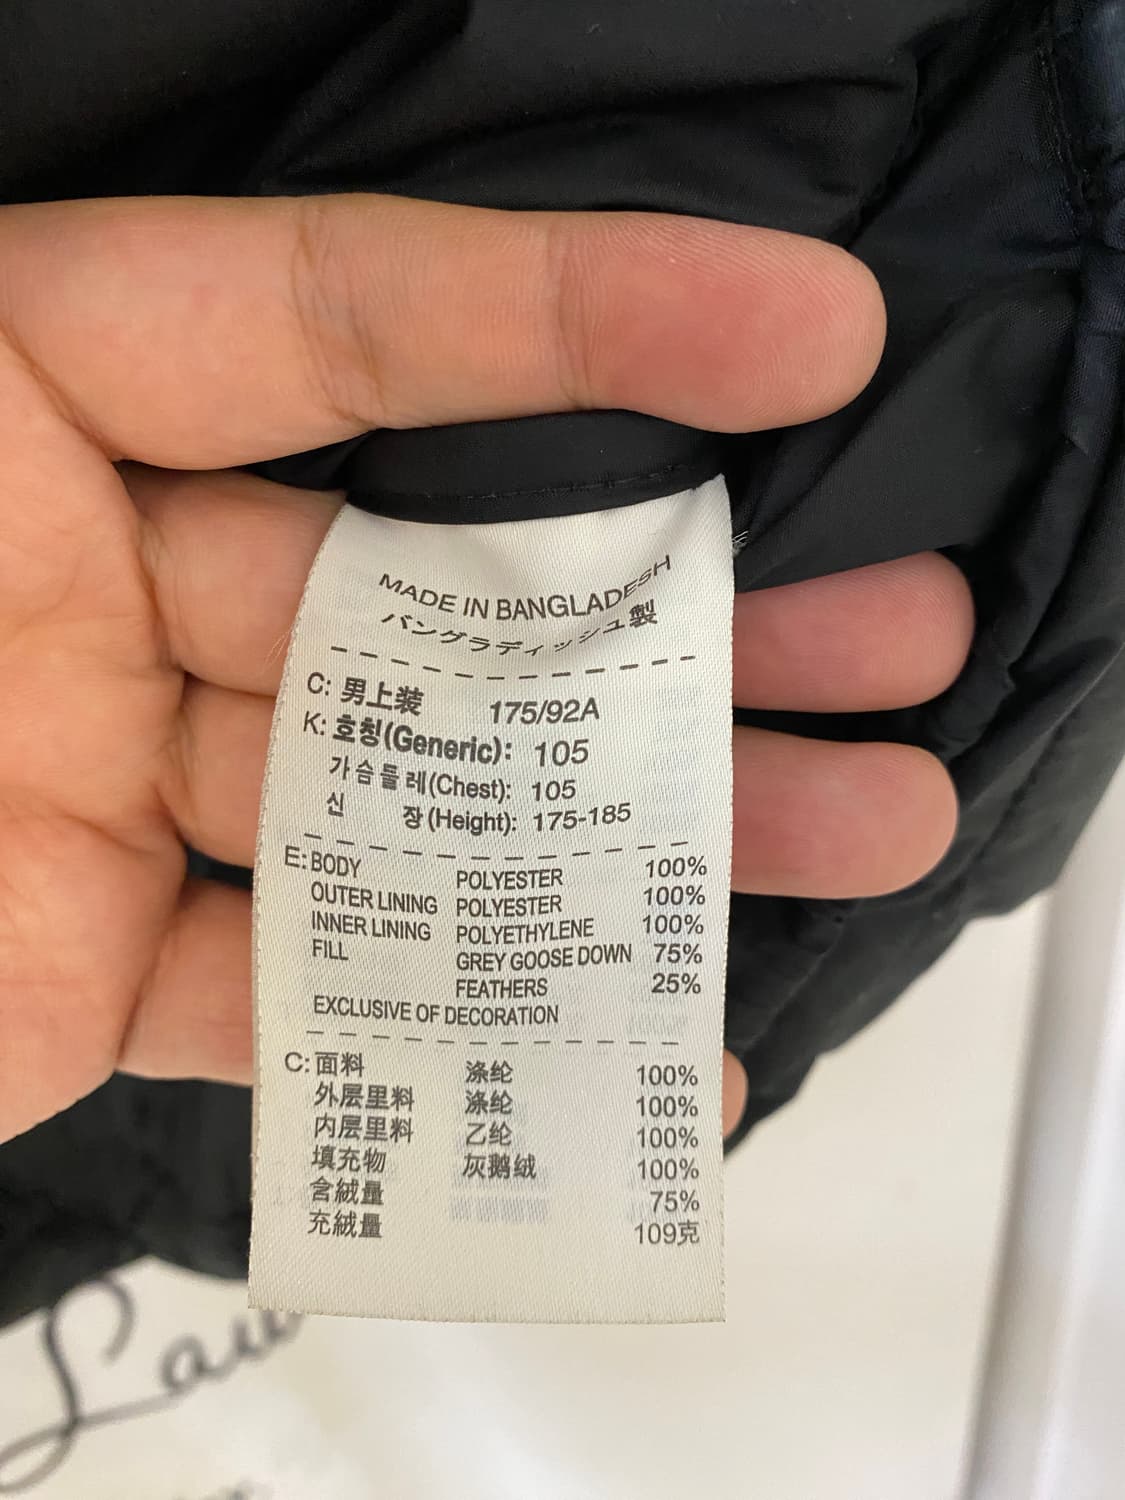 MADE IN BANGLADESH
バングラディッシュ製
C: 男上装 175/92A
K: 호칭(Generic): 105
가슴둘레(Chest): 105
신 장(Height): 175-185
E: BODY POLYESTER 100%
OUTER LINING POLYESTER 100%
INNER LINING POLYETHYLENE 100%
FILL GREY GOOSE DOWN 75%
FEATHERS 25%
EXCLUSIVE OF DECORATION
C: 面料 涤纶 100%
外层里料 涤纶 100%
内层里料 乙纶 100%
填充物 灰鹅绒 100%
含絨量 75%
充絨量 109克